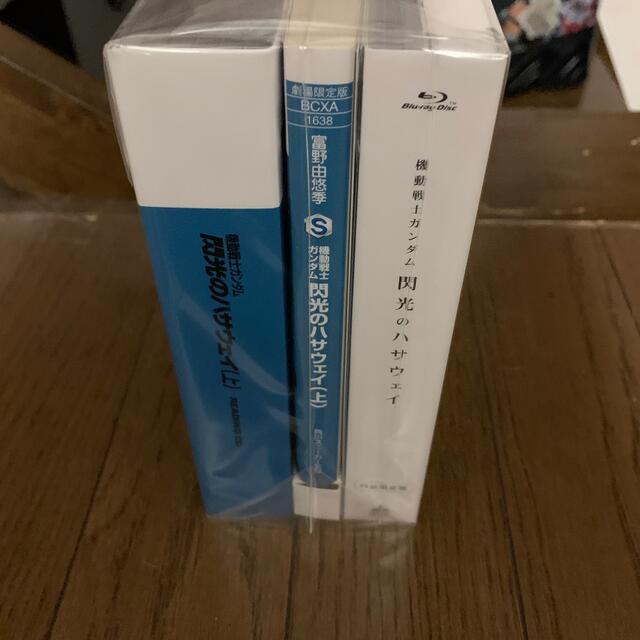 機動戦士ガンダム
閃光のハサウェイ(上)
READING CD
劇場限定版
BCXA
1638
富野由悠季
S
機動戦士
ガンダム
閃光のハサウェイ(上)
Blu-ray Disc™
機動戦士ガンダム 閃光のハサウェイ